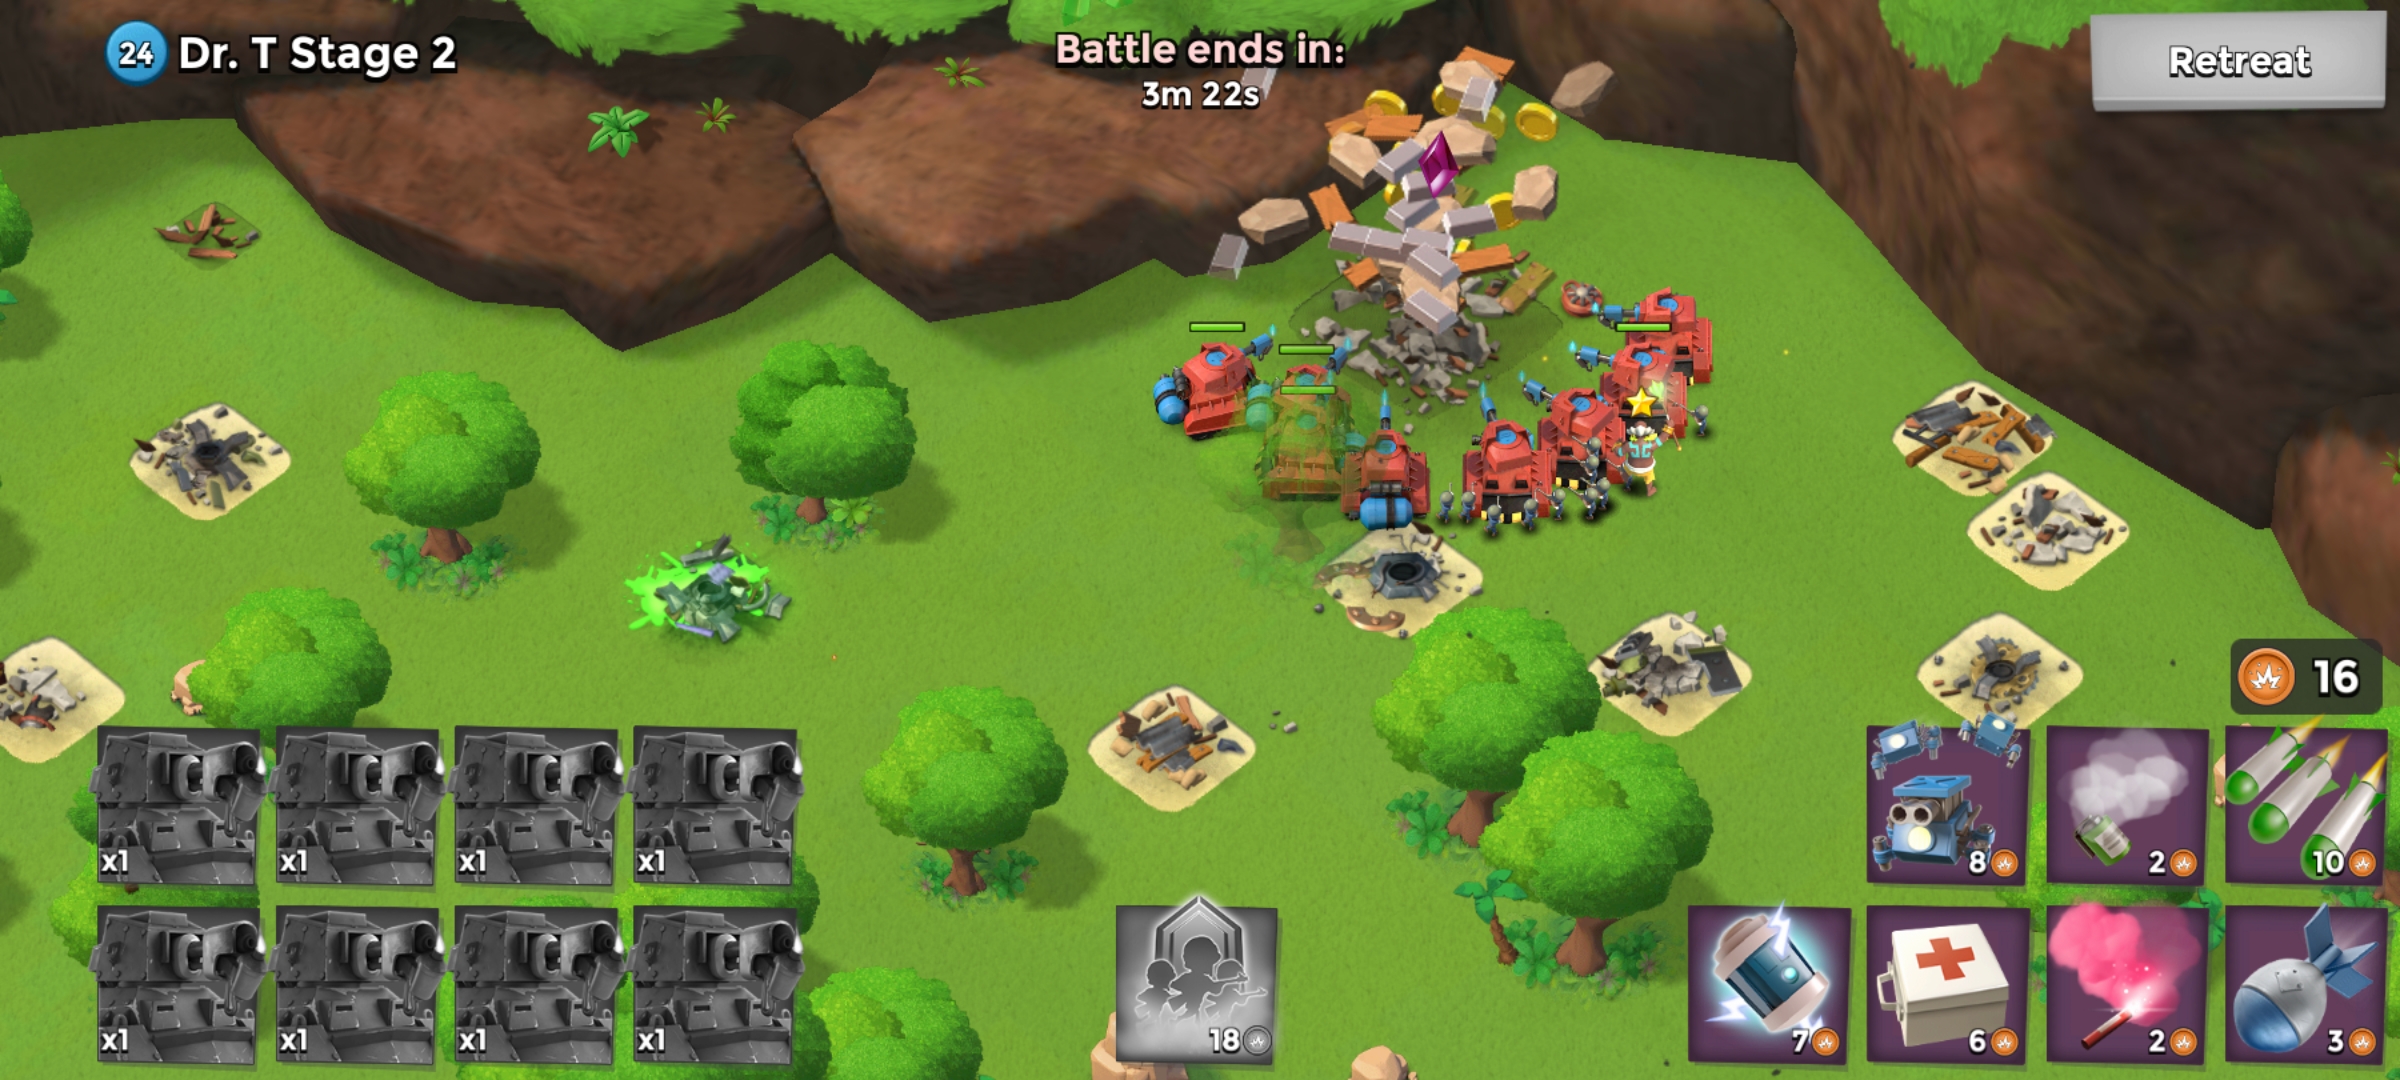 24 Dr. T Stage 2
Battle ends in:
3m 22s
Retreat
16
x1 x1 x1 x1
8 2 10
x1 x1 x1 x1
18
7 6 2 3